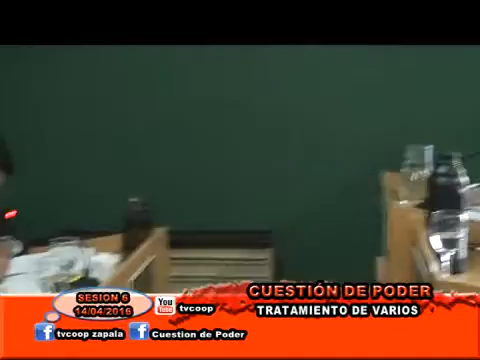 CUESTIÓN DE PODER
TRATAMIENTO DE VARIOS
SESION 6
14/04/2016
You Tube tvcoop
f tvcoop zapala
f Cuestion de Poder